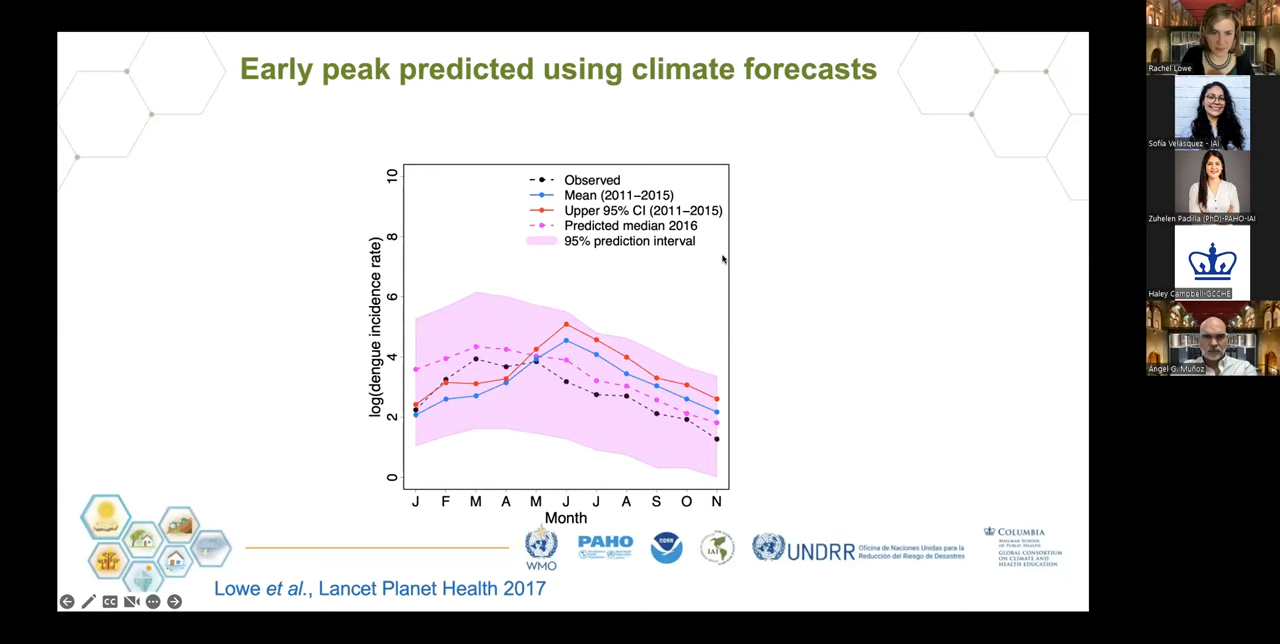 Early peak predicted using climate forecasts
Observed
Mean (2011–2015)
Upper 95% CI (2011–2015)
Predicted median 2016
95% prediction interval
log(dengue incidence rate)
10
8
6
4
2
0
J F M A M J J A S O N
Month
WMO
PAHO
NOAA
IAI
UNDRR
Oficina de Naciones Unidas para la
Reducción del Riesgo de Desastres
COLUMBIA
MAILMAN SCHOOL
OF PUBLIC HEALTH
GLOBAL CONSORTIUM
ON CLIMATE AND
HEALTH EDUCATION
Lowe et al., Lancet Planet Health 2017
CC
Rachel Lowe
Sofía Velásquez - IAI
Zuhelen Padilla (PhD)-PAHO-IAI
Haley Campbell-GCCHE
Ángel G. Muñoz